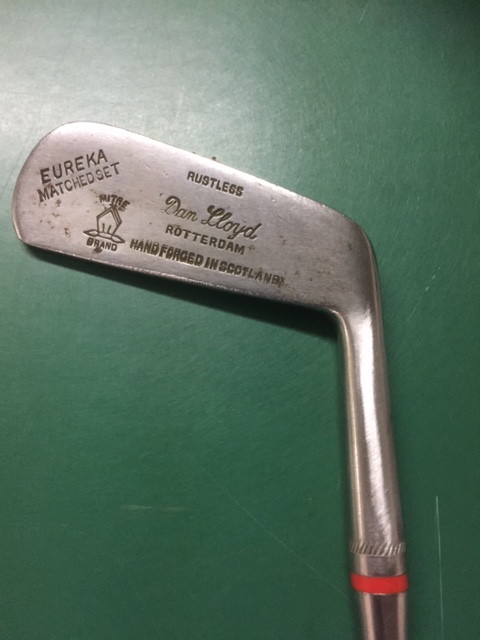 EUREKA
MATCHED SET
MITRE
BRAND
RUSTLESS
Dan Lloyd
ROTTERDAM
HAND FORGED IN SCOTLAND